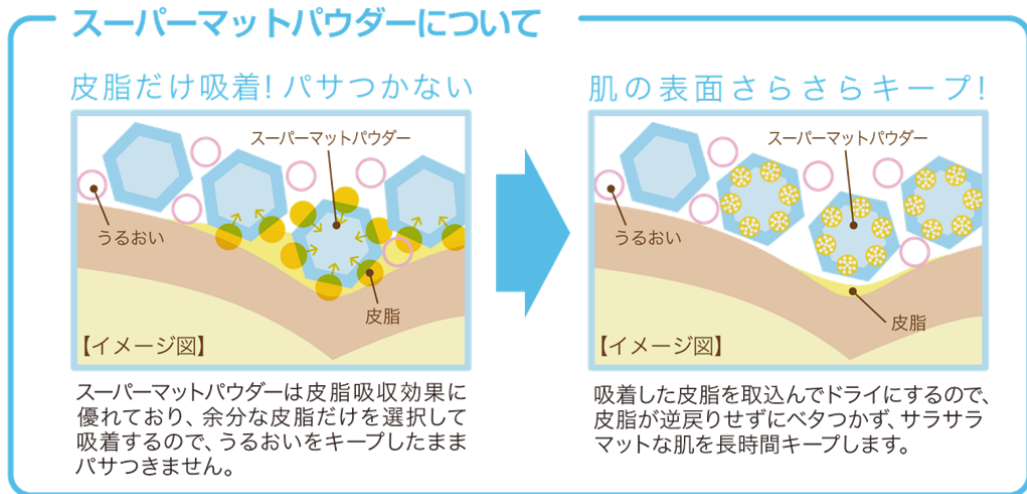 スーパーマットパウダーについて
皮脂だけ吸着! パサつかない
スーパーマットパウダー
うるおい
皮脂
【イメージ図】
スーパーマットパウダーは皮脂吸収効果に
優れており、余分な皮脂だけを選択して
吸着するので、うるおいをキープしたまま
パサつきません。
肌の表面さらさらキープ!
スーパーマットパウダー
うるおい
皮脂
【イメージ図】
吸着した皮脂を取込んでドライにするので、
皮脂が逆戻りせずにベタつかず、サラサラ
マットな肌を長時間キープします。